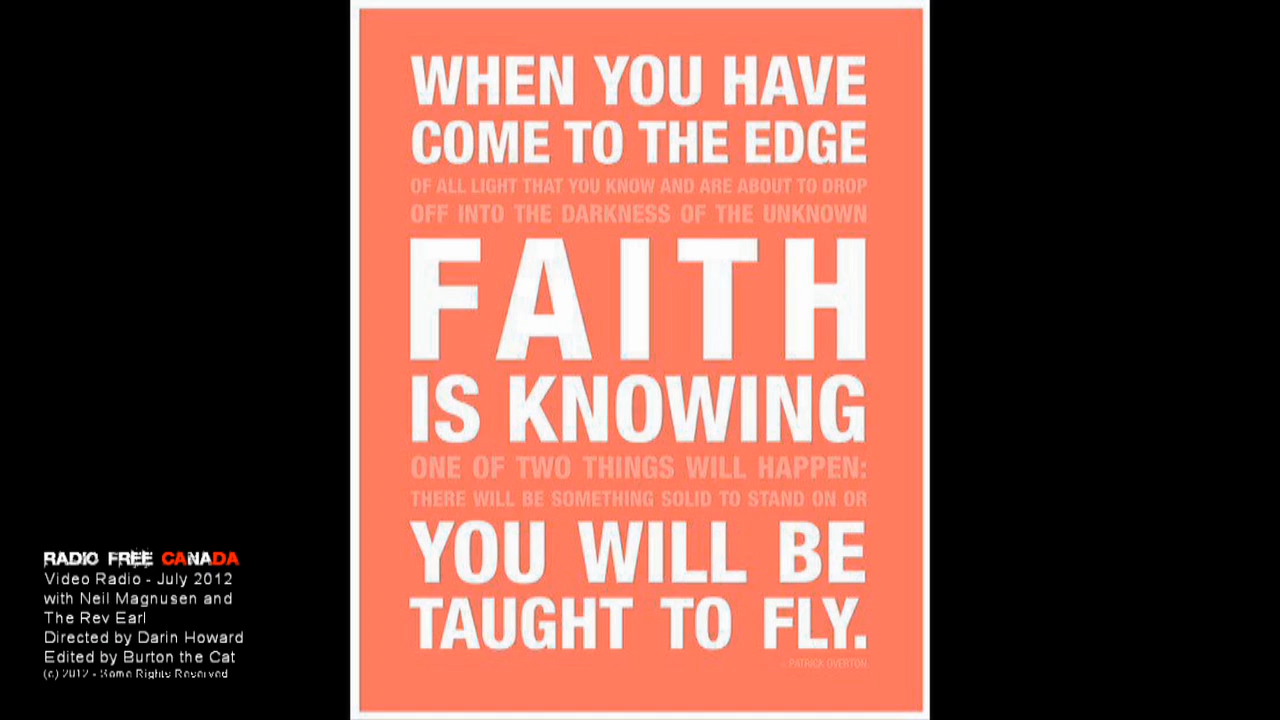 WHEN YOU HAVE
COME TO THE EDGE
OF ALL LIGHT THAT YOU KNOW AND ARE ABOUT TO DROP
OFF INTO THE DARKNESS OF THE UNKNOWN
FAITH
IS KNOWING
ONE OF TWO THINGS WILL HAPPEN:
THERE WILL BE SOMETHING SOLID TO STAND ON OR
YOU WILL BE
TAUGHT TO FLY.
- PATRICK OVERTON
RADIO FREE CANADA
Video Radio - July 2012
with Neil Magnusen and
The Rev Earl
Directed by Darin Howard
Edited by Burton the Cat
(c) 2012 - Some Rights Reserved